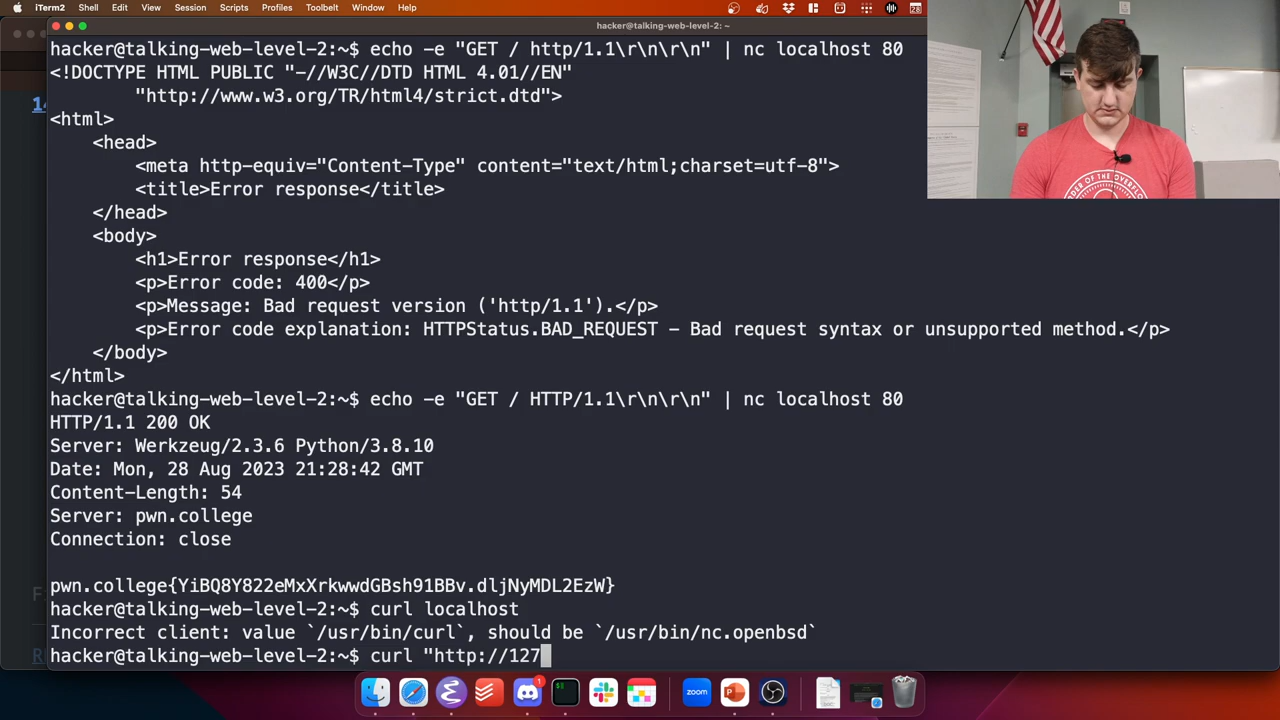 iTerm2 Shell Edit View Session Scripts Profiles Toolbelt Window Help
hacker@talking-web-level-2:~
hacker@talking-web-level-2:~$ echo -e "GET / http/1.1\r\n\r\n" | nc localhost 80
<!DOCTYPE HTML PUBLIC "-//W3C//DTD HTML 4.01//EN"
"http://www.w3.org/TR/html4/strict.dtd">
<html>
<head>
<meta http-equiv="Content-Type" content="text/html;charset=utf-8">
<title>Error response</title>
</head>
<body>
<h1>Error response</h1>
<p>Error code: 400</p>
<p>Message: Bad request version ('http/1.1').</p>
<p>Error code explanation: HTTPStatus.BAD_REQUEST - Bad request syntax or unsupported method.</p>
</body>
</html>
hacker@talking-web-level-2:~$ echo -e "GET / HTTP/1.1\r\n\r\n" | nc localhost 80
HTTP/1.1 200 OK
Server: Werkzeug/2.3.6 Python/3.8.10
Date: Mon, 28 Aug 2023 21:28:42 GMT
Content-Length: 54
Server: pwn.college
Connection: close
pwn.college{YiBQ8Y822eMxXrkwwdGBsh91BBv.dljNyMDL2EzW}
hacker@talking-web-level-2:~$ curl localhost
Incorrect client: value `/usr/bin/curl`, should be `/usr/bin/nc.openbsd`
hacker@talking-web-level-2:~$ curl "http://127
zoom